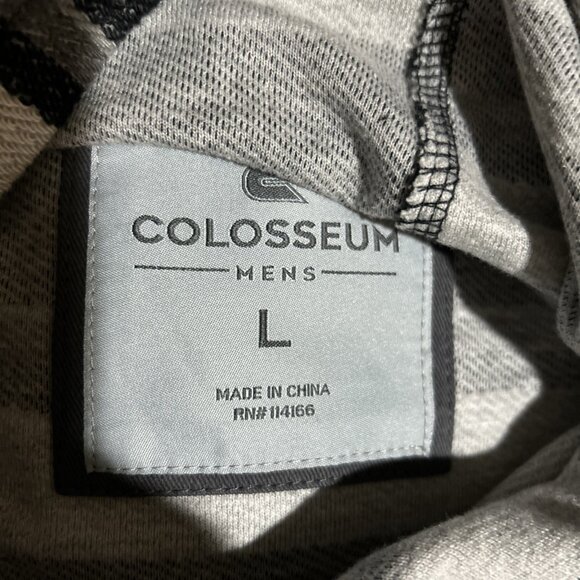 COLOSSEUM
MENS
L
MADE IN CHINA
RN# 114166